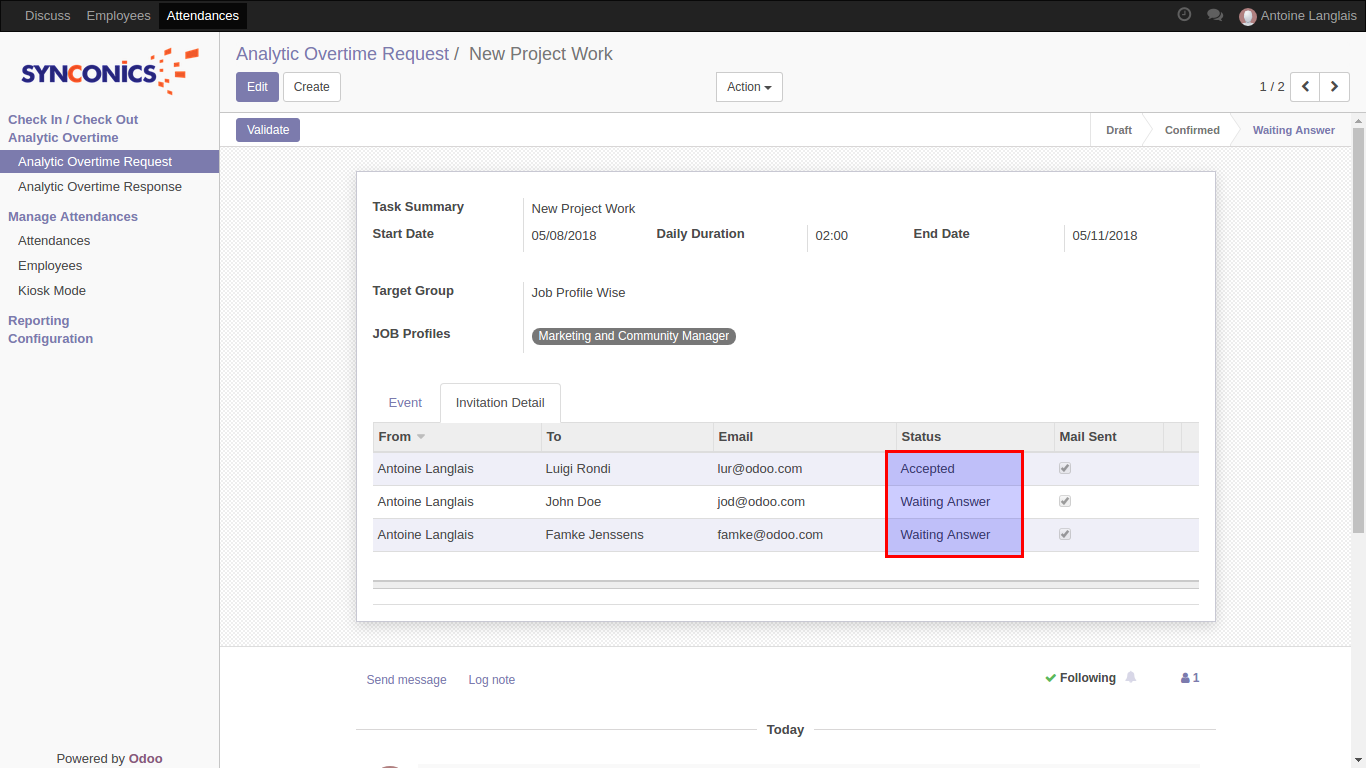 Discuss Employees Attendances Antoine Langlais
SYNCONICS
Analytic Overtime Request / New Project Work
Edit Create Action 1 / 2
Check In / Check Out
Analytic Overtime
Analytic Overtime Request
Analytic Overtime Response
Manage Attendances
Attendances
Employees
Kiosk Mode
Reporting
Configuration
Powered by Odoo
Validate Draft Confirmed Waiting Answer
Task Summary New Project Work
Start Date 05/08/2018 Daily Duration 02:00 End Date 05/11/2018
Target Group Job Profile Wise
JOB Profiles Marketing and Community Manager
Event Invitation Detail
From To Email Status Mail Sent
Antoine Langlais Luigi Rondi lur@odoo.com Accepted
Antoine Langlais John Doe jod@odoo.com Waiting Answer
Antoine Langlais Famke Jenssens famke@odoo.com Waiting Answer
Send message Log note Following 1
Today